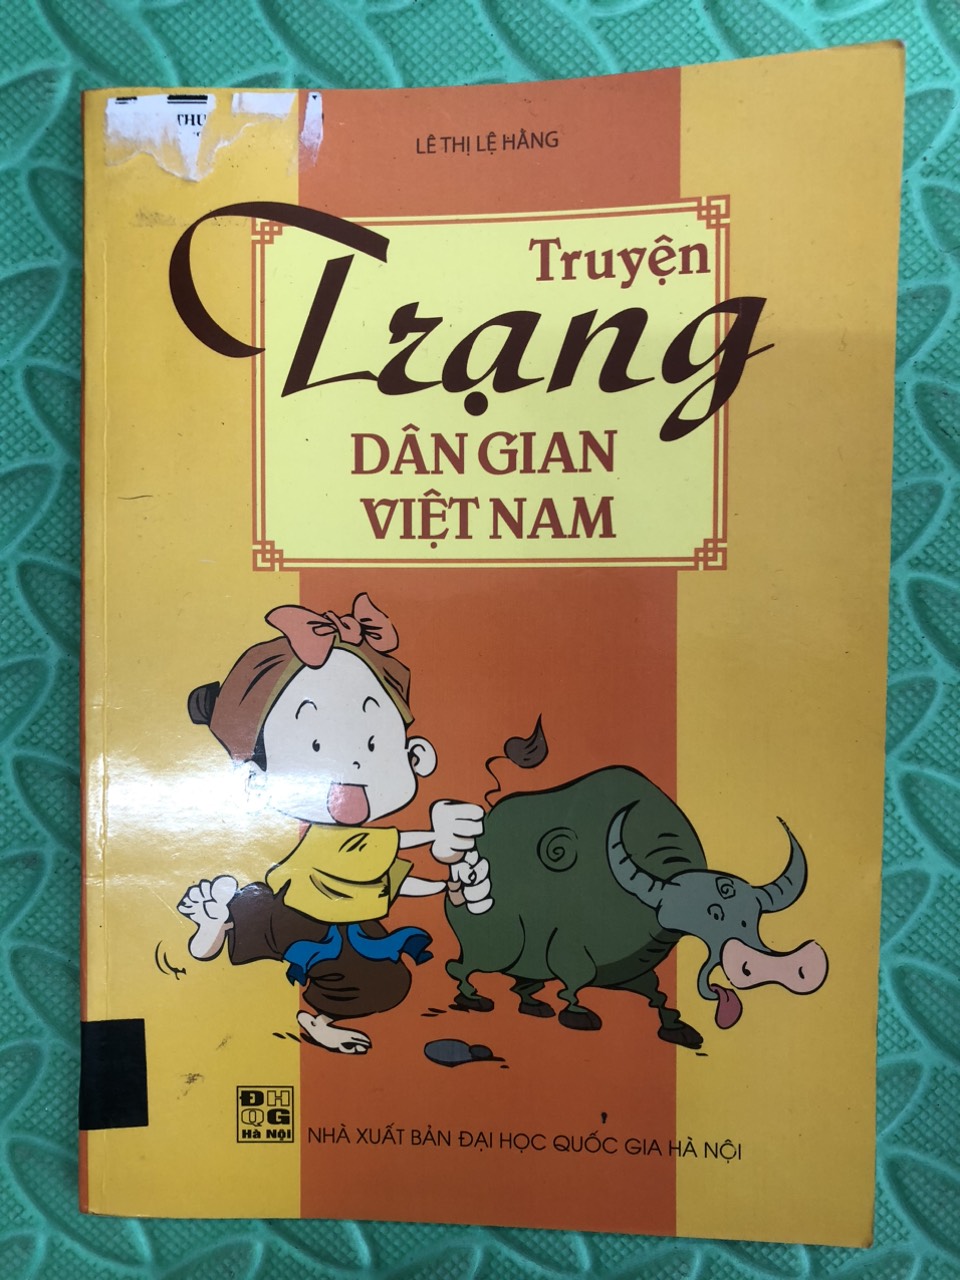 LÊ THỊ LỆ HẰNG
Truyện
Trạng
DÂN GIAN
VIỆT NAM
ĐH
QG
Hà Nội
NHÀ XUẤT BẢN ĐẠI HỌC QUỐC GIA HÀ NỘI